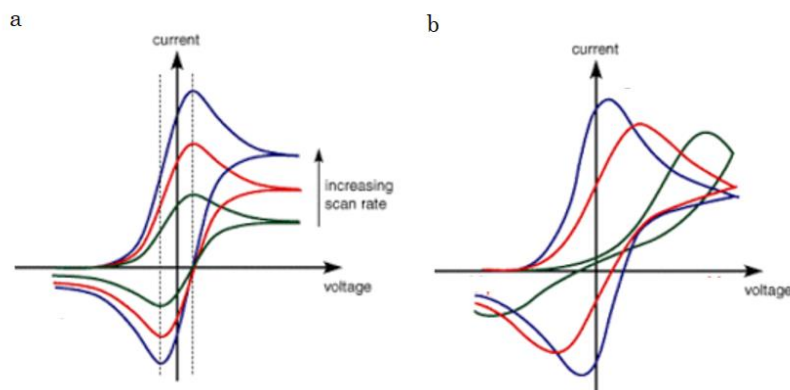 a
current
increasing
scan rate
voltage
b
current
voltage